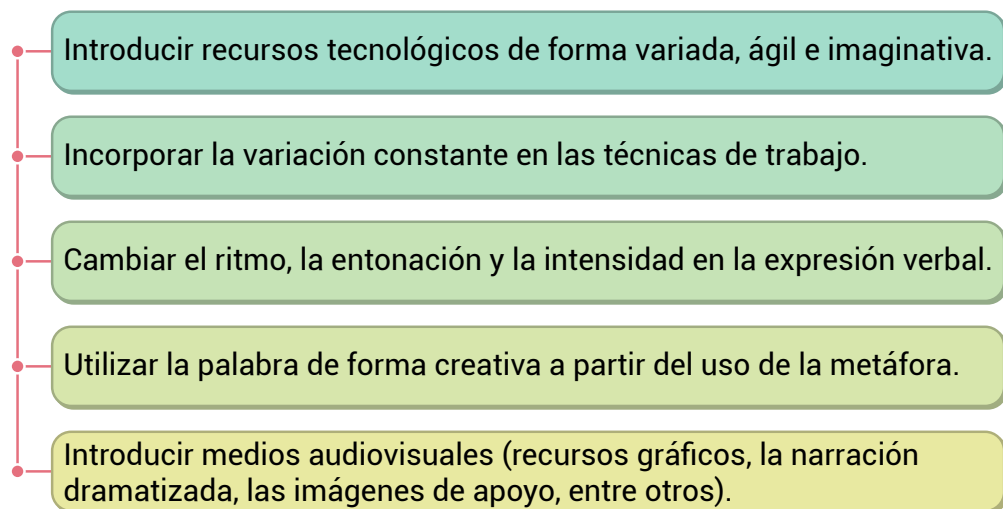 Introducir recursos tecnológicos de forma variada, ágil e imaginativa.
Incorporar la variación constante en las técnicas de trabajo.
Cambiar el ritmo, la entonación y la intensidad en la expresión verbal.
Utilizar la palabra de forma creativa a partir del uso de la metáfora.
Introducir medios audiovisuales (recursos gráficos, la narración
dramatizada, las imágenes de apoyo, entre otros).